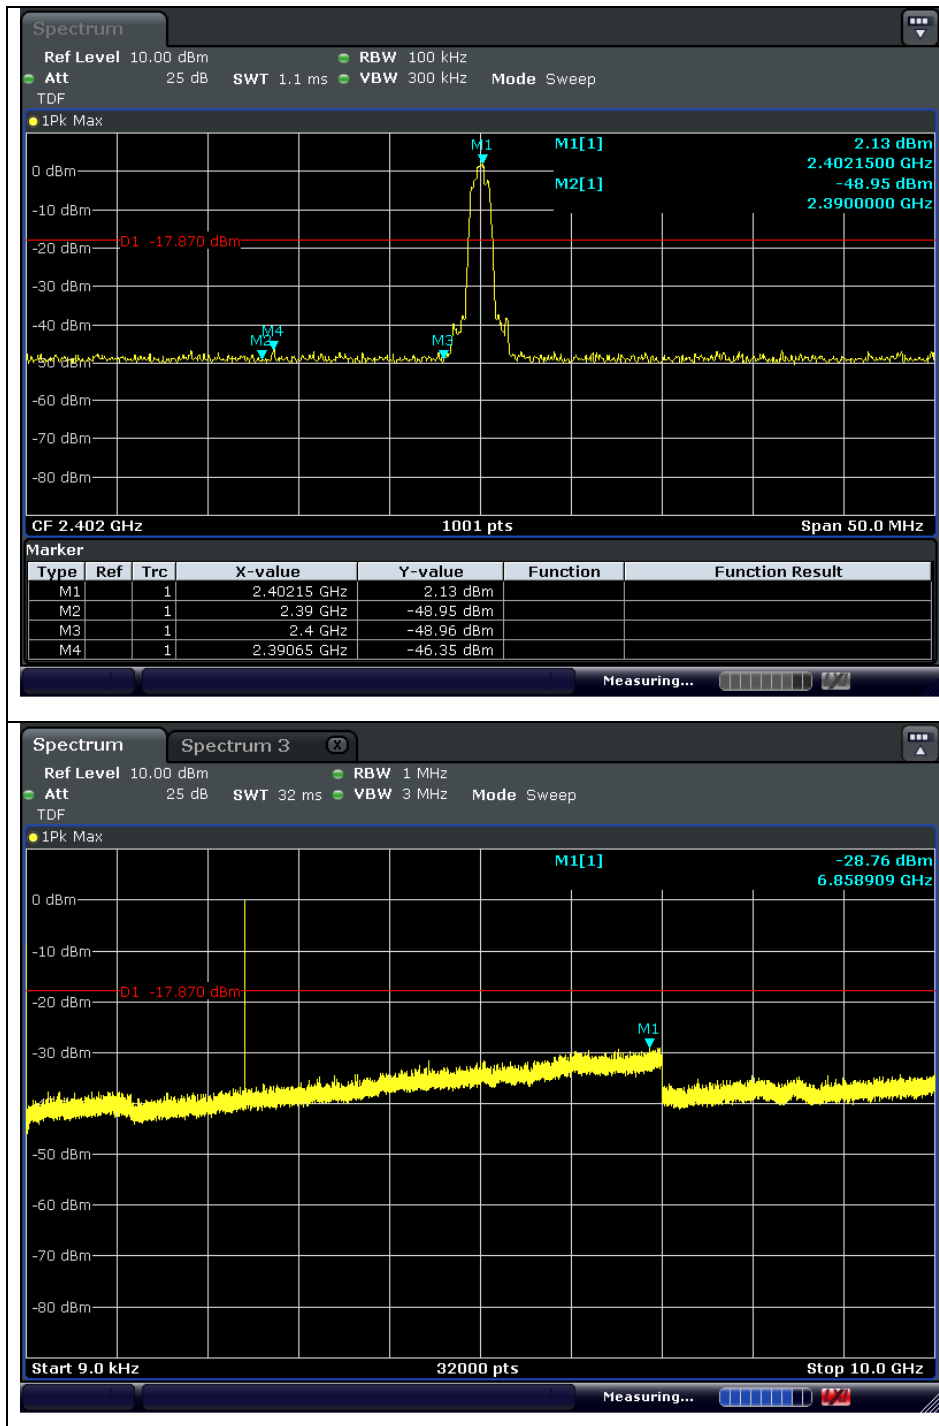 Spectrum
Ref Level 10.00 dBm RBW 100 kHz
Att 25 dB SWT 1.1 ms VBW 300 kHz Mode Sweep
TDF
1Pk Max
M1 M1[1] 2.13 dBm
2.4021500 GHz
0 dBm
M2[1] -48.95 dBm
2.3900000 GHz
-10 dBm
D1 -17.870 dBm
-20 dBm
-30 dBm
-40 dBm
M2 M4 M3
-50 dBm
-60 dBm
-70 dBm
-80 dBm
CF 2.402 GHz 1001 pts Span 50.0 MHz
Marker
Type Ref Trc X-value Y-value Function Function Result
M1 1 2.40215 GHz 2.13 dBm
M2 1 2.39 GHz -48.95 dBm
M3 1 2.4 GHz -48.96 dBm
M4 1 2.39065 GHz -46.35 dBm
Measuring...
Spectrum Spectrum 3 X
Ref Level 10.00 dBm RBW 1 MHz
Att 25 dB SWT 32 ms VBW 3 MHz Mode Sweep
TDF
1Pk Max
M1[1] -28.76 dBm
6.858909 GHz
0 dBm
-10 dBm
D1 -17.870 dBm
-20 dBm
M1
-30 dBm
-50 dBm
-60 dBm
-70 dBm
-80 dBm
Start 9.0 kHz 32000 pts Stop 10.0 GHz
Measuring...